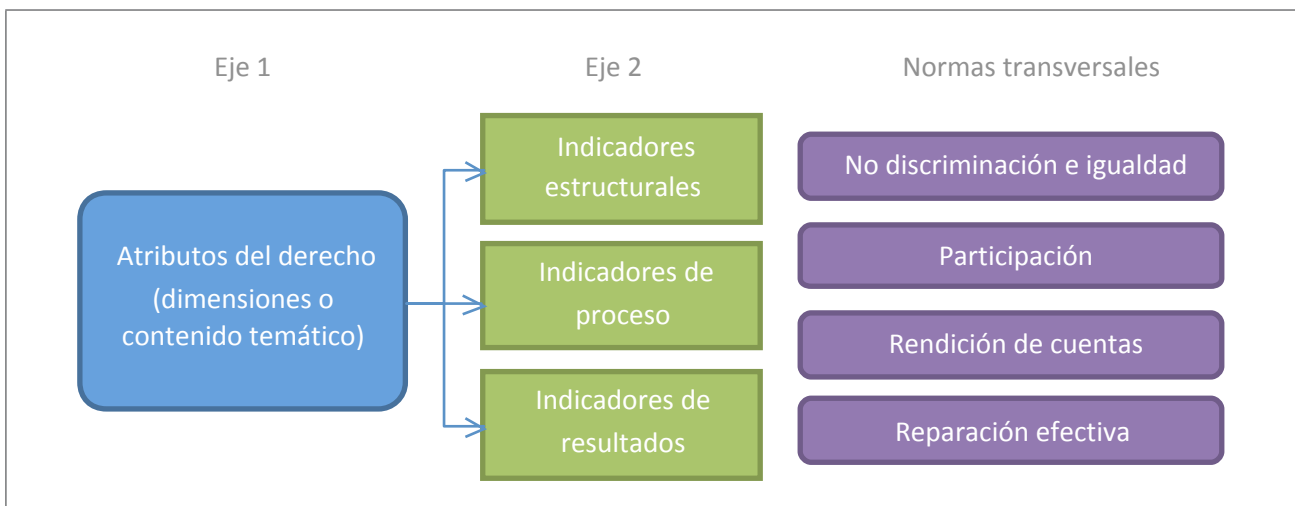 Eje 1
Eje 2
Normas transversales
Atributos del derecho
(dimensiones o
contenido temático)
Indicadores
estructurales
Indicadores de
proceso
Indicadores de
resultados
No discriminación e igualdad
Participación
Rendición de cuentas
Reparación efectiva